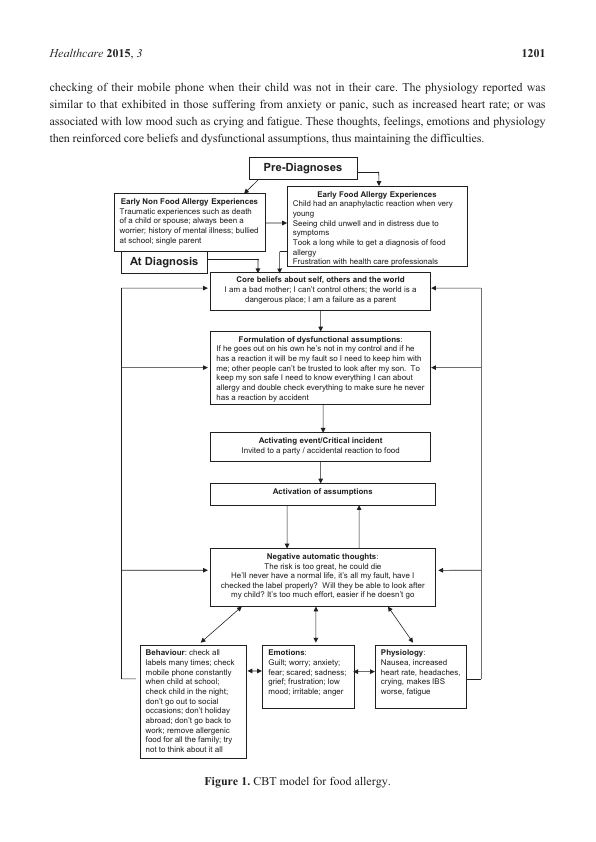 Healthcare 2015, 3
1201
checking of their mobile phone when their child was not in their care. The physiology reported was
similar to that exhibited in those suffering from anxiety or panic, such as increased heart rate; or was
associated with low mood such as crying and fatigue. These thoughts, feelings, emotions and physiology
then reinforced core beliefs and dysfunctional assumptions, thus maintaining the difficulties.
Pre-Diagnoses
Early Non Food Allergy Experiences
Traumatic experiences such as death
of a child or spouse; always been a
worrier; history of mental illness; bullied
at school; single parent
Early Food Allergy Experiences
Child had an anaphylactic reaction when very
young
Seeing child unwell and in distress due to
symptoms
Took a long while to get a diagnosis of food
allergy
Frustration with health care professionals
At Diagnosis
Core beliefs about self, others and the world
I am a bad mother; I can't control others; the world is a
dangerous place; I am a failure as a parent
Formulation of dysfunctional assumptions:
If he goes out on his own he's not in my control and if he
has a reaction it will be my fault so I need to keep him with
me; other people can't be trusted to look after my son. To
keep my son safe I need to know everything I can about
allergy and double check everything to make sure he never
has a reaction by accident
Activating event/Critical incident
Invited to a party / accidental reaction to food
Activation of assumptions
Negative automatic thoughts:
The risk is too great, he could die
He'll never have a normal life, it's all my fault, have I
checked the label properly? Will they be able to look after
my child? It's too much effort, easier if he doesn't go
Behaviour: check all
labels many times; check
mobile phone constantly
when child at school;
check child in the night;
don't go out to social
occasions; don't holiday
abroad; don't go back to
work; remove allergenic
food for all the family; try
not to think about it all
Emotions:
Guilt; worry; anxiety;
fear; scared; sadness;
grief; frustration; low
mood; irritable; anger
Physiology:
Nausea, increased
heart rate, headaches,
crying, makes IBS
worse, fatigue
Figure 1. CBT model for food allergy.